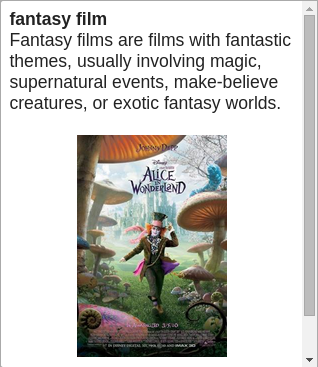 fantasy film
Fantasy films are films with fantastic
themes, usually involving magic,
supernatural events, make-believe
creatures, or exotic fantasy worlds.
JOHNNY DEPP
Disney
ALICE
IN
WONDERLAND